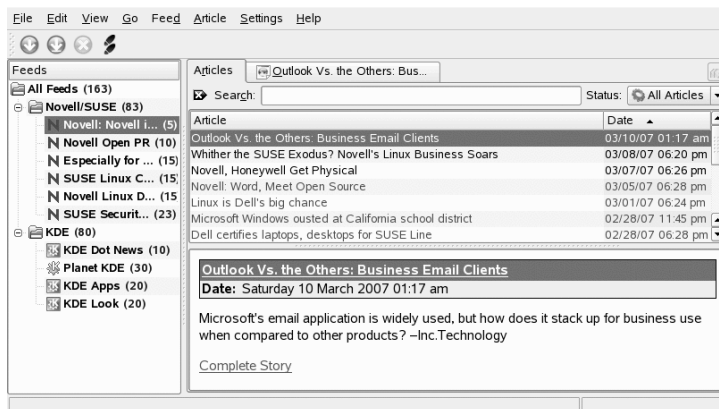 File Edit View Go Feed Article Settings Help
Feeds
All Feeds (163)
Novell/SUSE (83)
Novell: Novell i... (5)
Novell Open PR (10)
Especially for ... (15)
SUSE Linux C... (15)
Novell Linux D... (15
SUSE Securit... (23)
KDE (80)
KDE Dot News (10)
Planet KDE (30)
KDE Apps (20)
KDE Look (20)
Articles Outlook Vs. the Others: Bus...
Search: Status: All Articles
Article Date
Outlook Vs. the Others: Business Email Clients 03/10/07 01:17 am
Whither the SUSE Exodus? Novell's Linux Business Soars 03/08/07 06:20 pm
Novell, Honeywell Get Physical 03/07/07 06:26 pm
Novell: Word, Meet Open Source 03/05/07 06:28 pm
Linux is Dell's big chance 03/01/07 06:24 pm
Microsoft Windows ousted at California school district 02/28/07 11:45 pm
Dell certifies laptops, desktops for SUSE Line 02/28/07 06:28 pm
Outlook Vs. the Others: Business Email Clients
Date: Saturday 10 March 2007 01:17 am
Microsoft's email application is widely used, but how does it stack up for business use
when compared to other products? –Inc.Technology
Complete Story